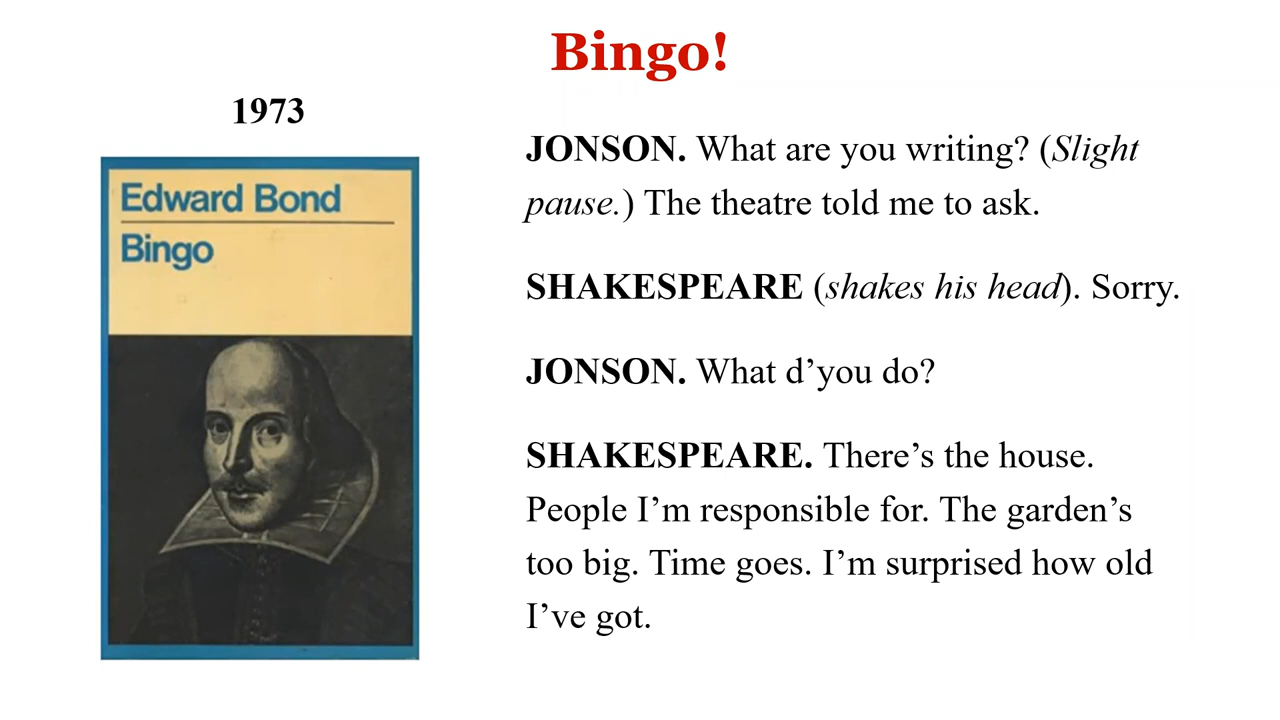 Bingo!
1973
Edward Bond
Bingo
JONSON. What are you writing? (Slight
pause.) The theatre told me to ask.
SHAKESPEARE (shakes his head). Sorry.
JONSON. What d’you do?
SHAKESPEARE. There’s the house.
People I’m responsible for. The garden’s
too big. Time goes. I’m surprised how old
I’ve got.